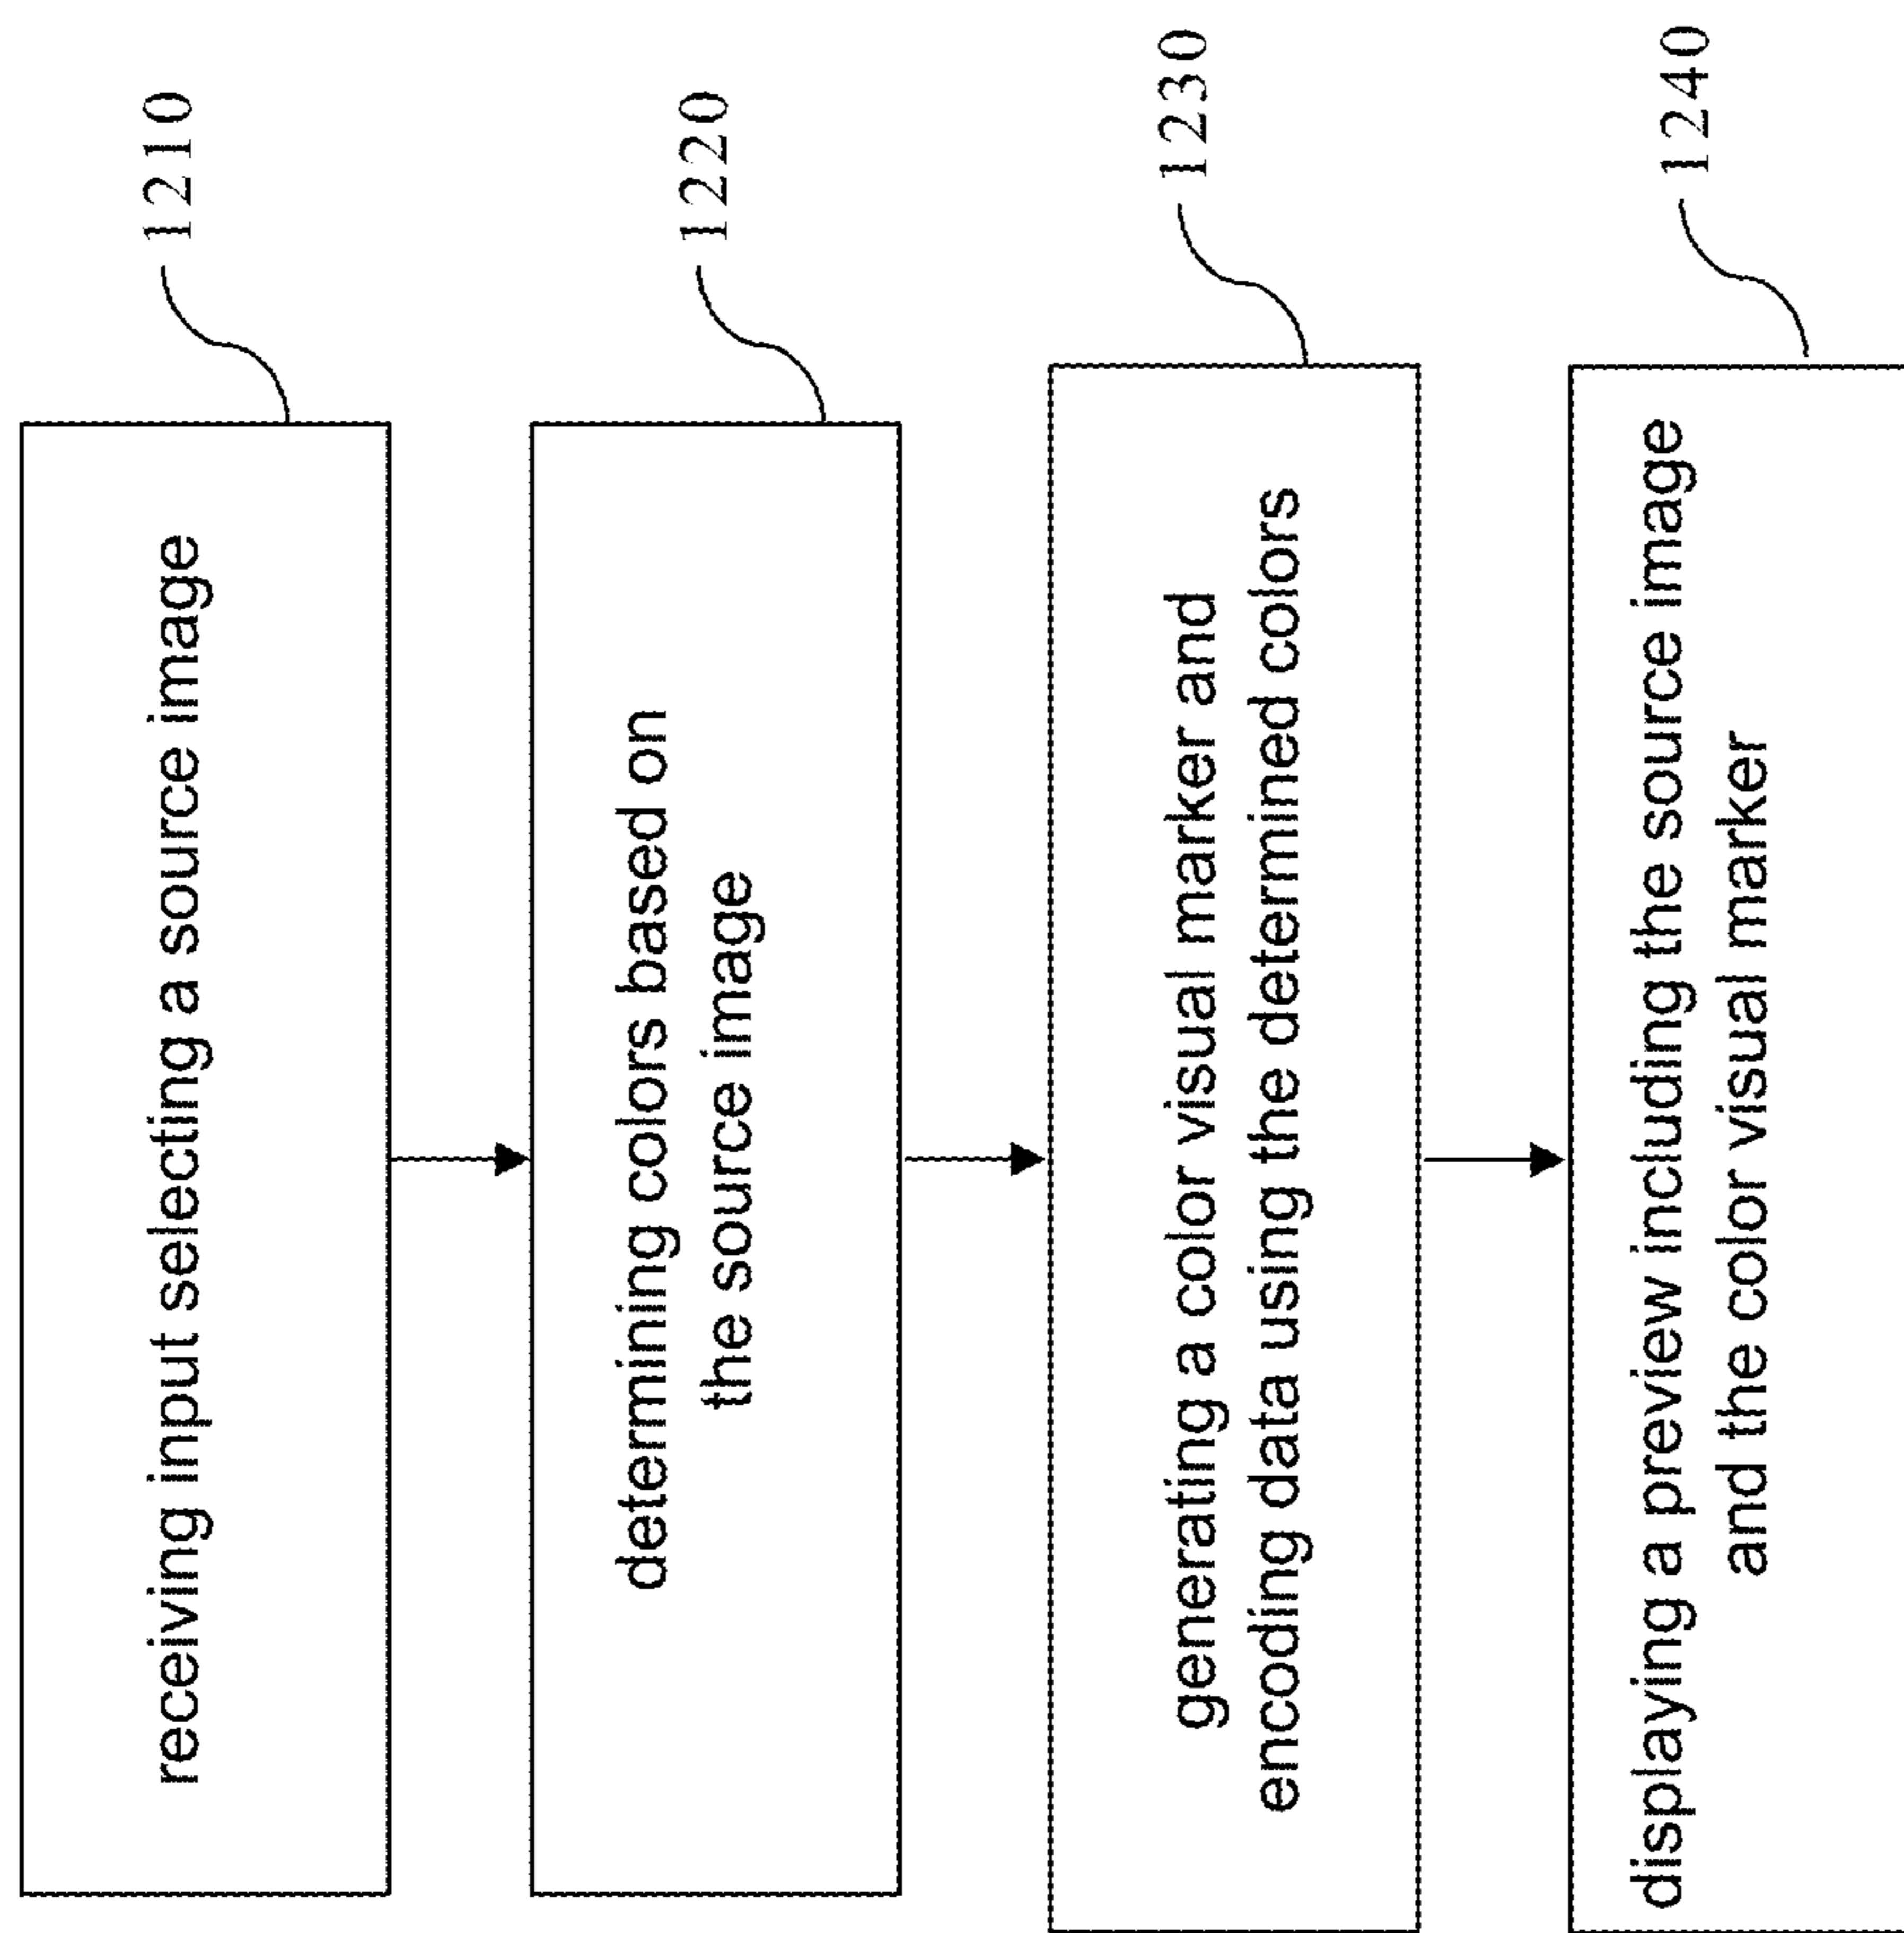 receiving input selecting a source image
1210
determining colors based on
the source image
1220
generating a color visual marker and
encoding data using the determined colors
1230
displaying a preview including the source image
and the color visual marker
1240